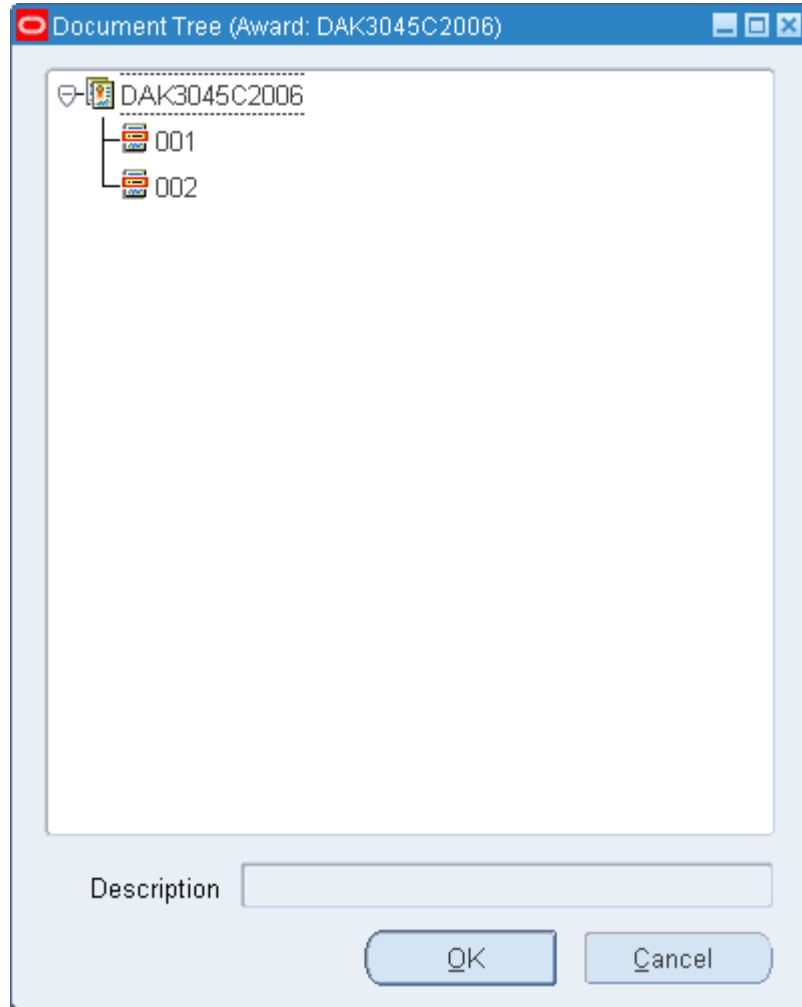 Document Tree (Award: DAK3045C2006)
DAK3045C2006
001
002
Description
OK
Cancel